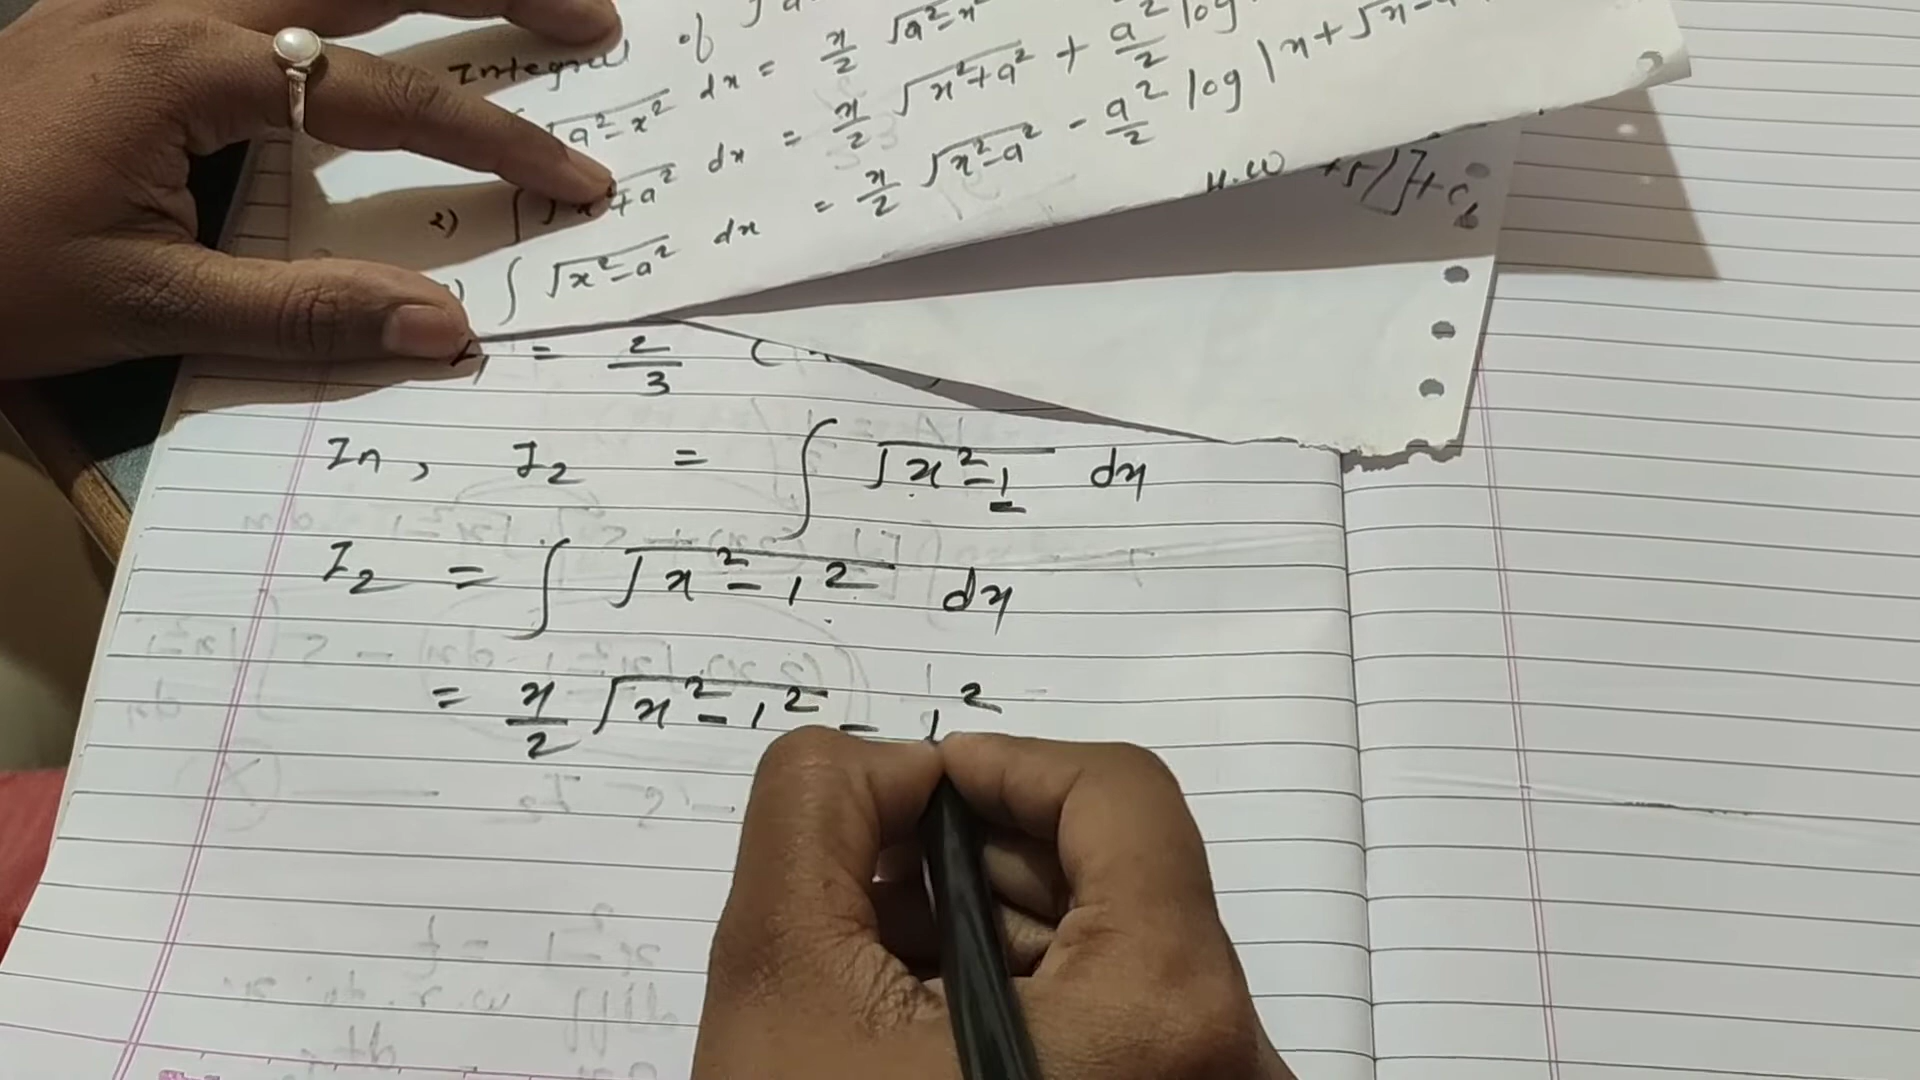 Integral of
√a²-x² dx = x/2 √a²-x²
2) ∫ √x²+a² dx = x/2 √x²+a² + a²/2 log
) ∫ √x²-a² dx = x/2 √x²-a² - a²/2 log |x+√x-
H.W
= 2/3 (
In, I₂ = ∫ √x²-1 dx
I₂ = ∫ √x²-1² dx
= x/2 √x²-1² - 1²